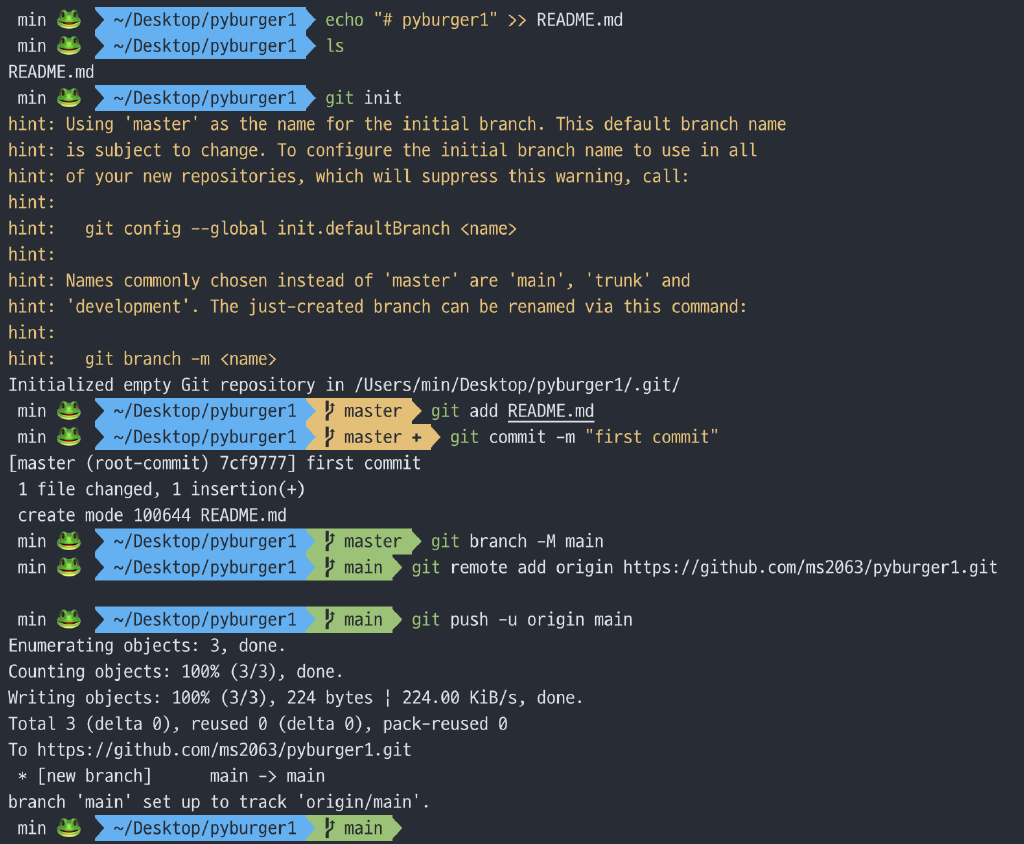 min 🐸 ~/Desktop/pyburger1 echo "# pyburger1" >> README.md
min 🐸 ~/Desktop/pyburger1 ls
README.md
min 🐸 ~/Desktop/pyburger1 git init
hint: Using 'master' as the name for the initial branch. This default branch name
hint: is subject to change. To configure the initial branch name to use in all
hint: of your new repositories, which will suppress this warning, call:
hint:
hint:   git config --global init.defaultBranch <name>
hint:
hint: Names commonly chosen instead of 'master' are 'main', 'trunk' and
hint: 'development'. The just-created branch can be renamed via this command:
hint:
hint:   git branch -m <name>
Initialized empty Git repository in /Users/min/Desktop/pyburger1/.git/
min 🐸 ~/Desktop/pyburger1 master git add README.md
min 🐸 ~/Desktop/pyburger1 master + git commit -m "first commit"
[master (root-commit) 7cf9777] first commit
 1 file changed, 1 insertion(+)
 create mode 100644 README.md
min 🐸 ~/Desktop/pyburger1 master git branch -M main
min 🐸 ~/Desktop/pyburger1 main git remote add origin https://github.com/ms2063/pyburger1.git
min 🐸 ~/Desktop/pyburger1 main git push -u origin main
Enumerating objects: 3, done.
Counting objects: 100% (3/3), done.
Writing objects: 100% (3/3), 224 bytes ¦ 224.00 KiB/s, done.
Total 3 (delta 0), reused 0 (delta 0), pack-reused 0
To https://github.com/ms2063/pyburger1.git
 * [new branch]      main -> main
branch 'main' set up to track 'origin/main'.
min 🐸 ~/Desktop/pyburger1 main